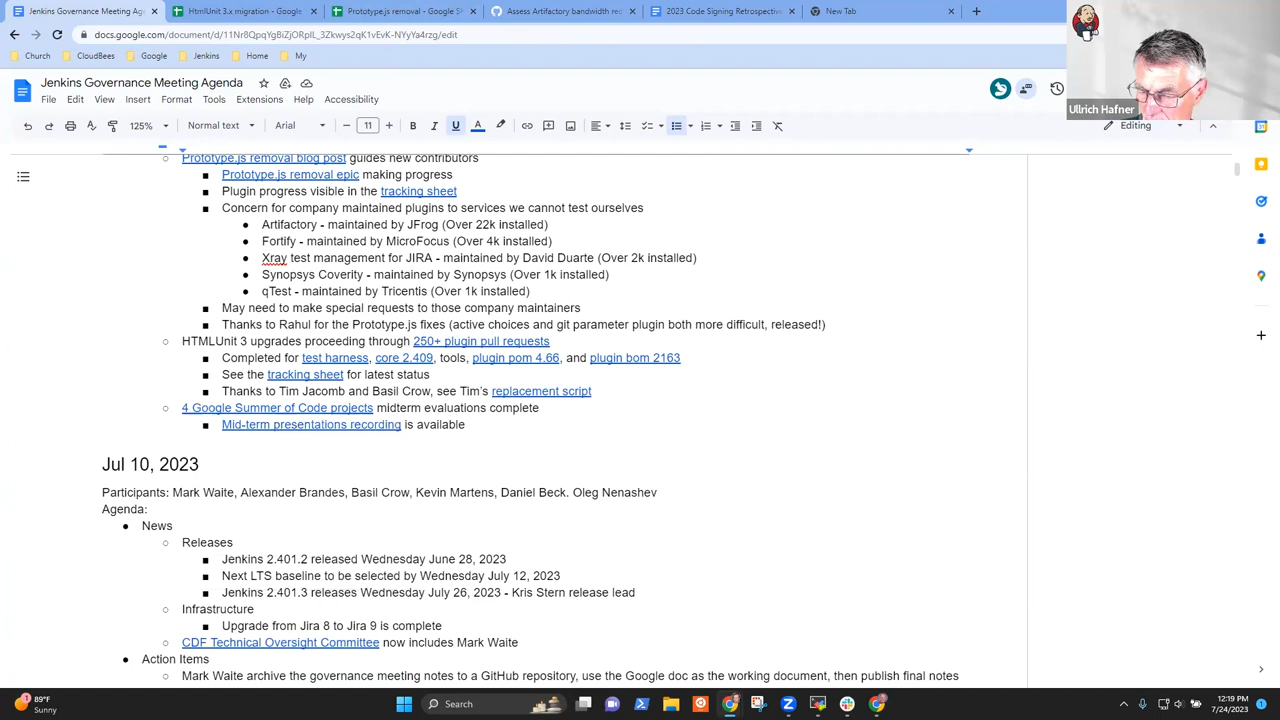 Jenkins Governance Meeting Age
HtmlUnit 3.x migration - Google
Prototype.js removal - Google S
Assess Artifactory bandwidth re
2023 Code Signing Retrospective
New Tab
docs.google.com/document/d/11Nr8QpqYgBiZjORplL_3Zkwys2qK1-vvK-NYyYa4rzg/edit
Church
CloudBees
Google
Jenkins
Home
My
Jenkins Governance Meeting Agenda
File Edit View Insert Format Tools Extensions Help Accessibility
125% Normal text Arial 11 Editing
Ullrich Hafner
Prototype.js removal blog post guides new contributors
Prototype.js removal epic making progress
Plugin progress visible in the tracking sheet
Concern for company maintained plugins to services we cannot test ourselves
Artifactory - maintained by JFrog (Over 22k installed)
Fortify - maintained by MicroFocus (Over 4k installed)
Xray test management for JIRA - maintained by David Duarte (Over 2k installed)
Synopsys Coverity - maintained by Synopsys (Over 1k installed)
qTest - maintained by Tricentis (Over 1k installed)
May need to make special requests to those company maintainers
Thanks to Rahul for the Prototype.js fixes (active choices and git parameter plugin both more difficult, released!)
HTMLUnit 3 upgrades proceeding through 250+ plugin pull requests
Completed for test harness, core 2.409, tools, plugin pom 4.66, and plugin bom 2163
See the tracking sheet for latest status
Thanks to Tim Jacomb and Basil Crow, see Tim's replacement script
4 Google Summer of Code projects midterm evaluations complete
Mid-term presentations recording is available
Jul 10, 2023
Participants: Mark Waite, Alexander Brandes, Basil Crow, Kevin Martens, Daniel Beck. Oleg Nenashev
Agenda:
News
Releases
Jenkins 2.401.2 released Wednesday June 28, 2023
Next LTS baseline to be selected by Wednesday July 12, 2023
Jenkins 2.401.3 releases Wednesday July 26, 2023 - Kris Stern release lead
Infrastructure
Upgrade from Jira 8 to Jira 9 is complete
CDF Technical Oversight Committee now includes Mark Waite
Action Items
Mark Waite archive the governance meeting notes to a GitHub repository, use the Google doc as the working document, then publish final notes
89°F
Sunny
Search
12:19 PM
7/24/2023